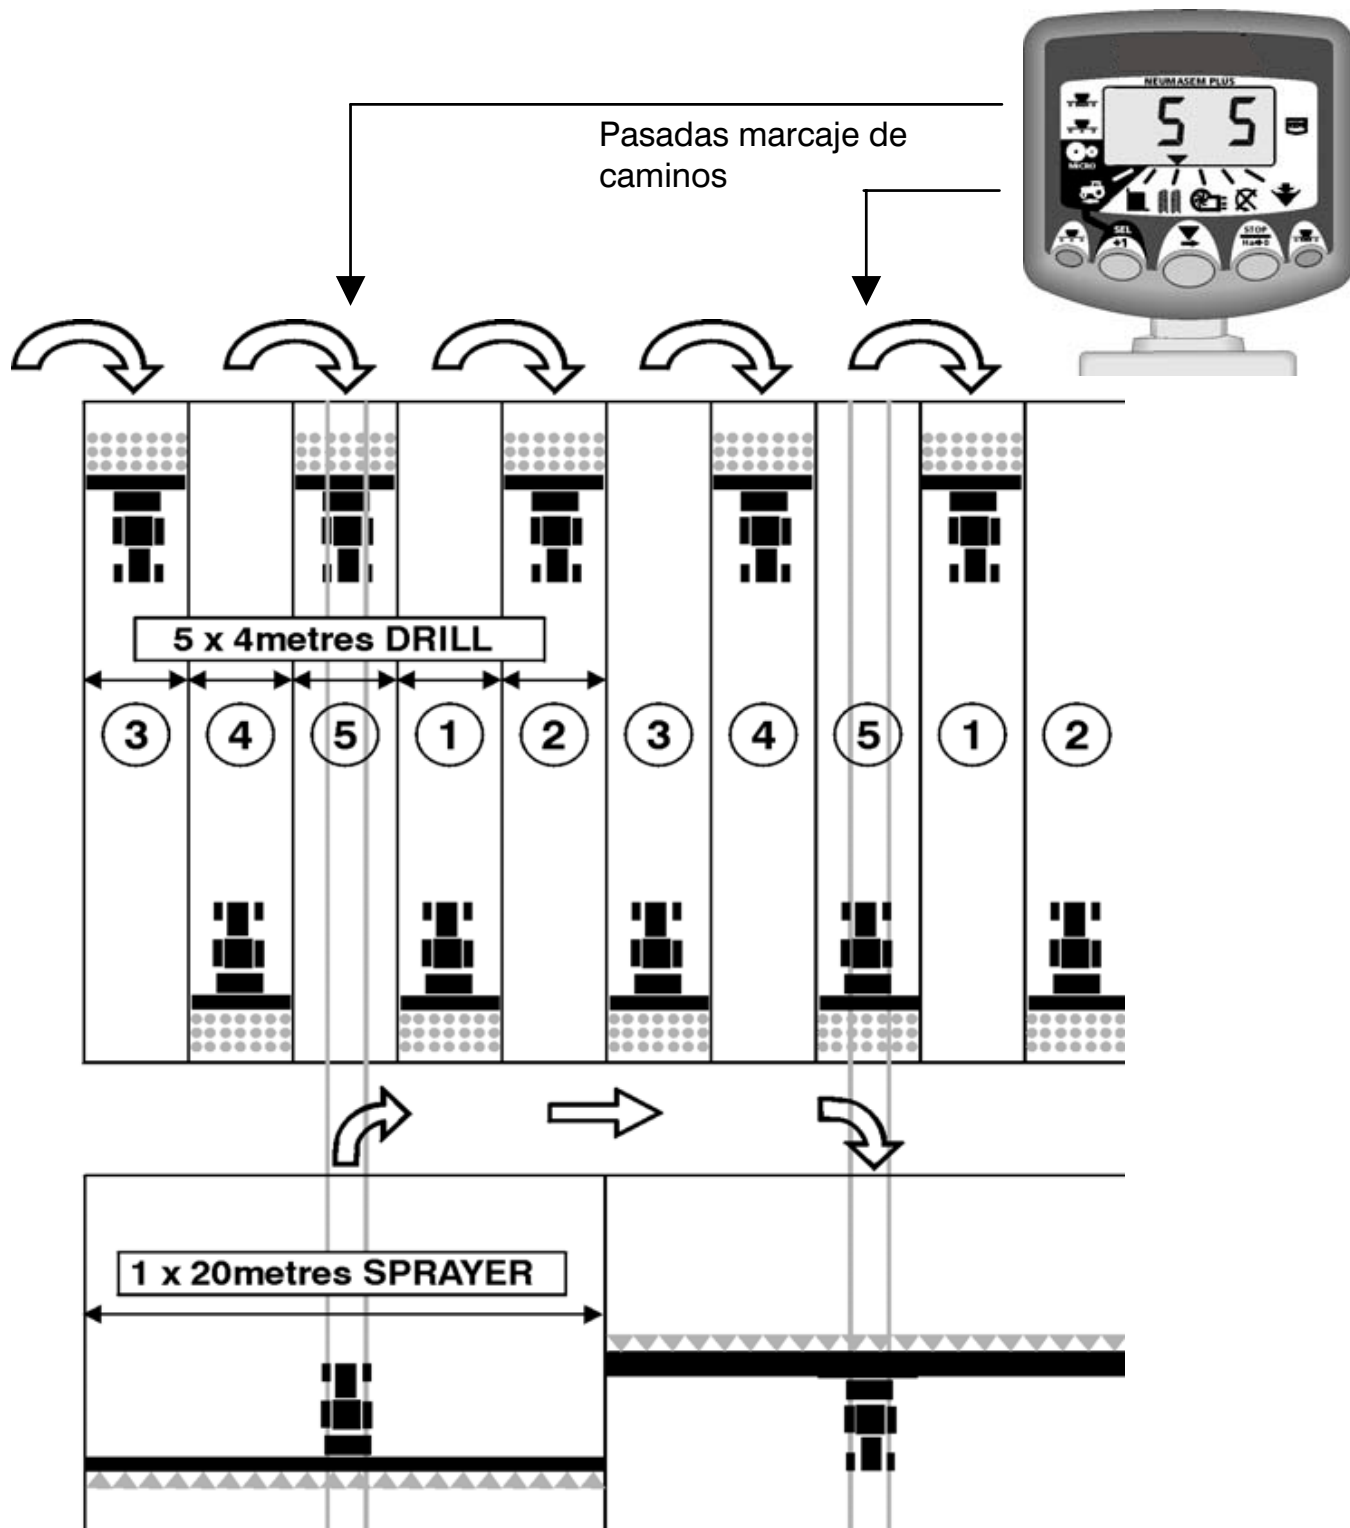 NEUMASEM PLUS
5 5
MICRO
SEL
+1
STOP
Pasadas marcaje de
caminos
5 x 4metres DRILL
3 4 5 1 2 3 4 5 1 2
1 x 20metres SPRAYER